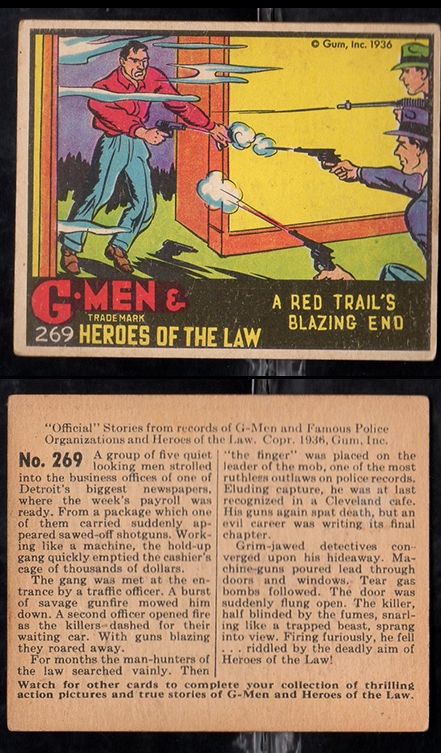 © Gum, Inc. 1936
G-MEN &
TRADE MARK
269 HEROES OF THE LAW
A RED TRAIL'S
BLAZING END
"Official" Stories from records of G-Men and Famous Police
Organizations and Heroes of the Law. Copr. 1936, Gum, Inc.
No. 269 A group of five quiet
looking men strolled
into the business offices of one of
Detroit's biggest newspapers,
where the week's payroll was
ready. From a package which one
of them carried suddenly ap-
peared sawed-off shotguns. Work-
ing like a machine, the hold-up
gang quickly emptied the cashier's
cage of thousands of dollars.
The gang was met at the en-
trance by a traffic officer. A burst
of savage gunfire mowed him
down. A second officer opened fire
as the killers dashed for their
waiting car. With guns blazing
they roared away.
For months the man-hunters of
the law searched vainly. Then
"the finger" was placed on the
leader of the mob, one of the most
ruthless outlaws on police records.
Eluding capture, he was at last
recognized in a Cleveland cafe.
His guns again spat death, but an
evil career was writing its final
chapter.
Grim-jawed detectives con-
verged upon his hideaway. Ma-
chine-guns poured lead through
doors and windows. Tear gas
bombs followed. The door was
suddenly flung open. The killer,
half blinded by the fumes, snarl-
ing like a trapped beast, sprang
into view. Firing furiously, he fell
. . . riddled by the deadly aim of
Heroes of the Law!
Watch for other cards to complete your collection of thrilling
action pictures and true stories of G-Men and Heroes of the Law.